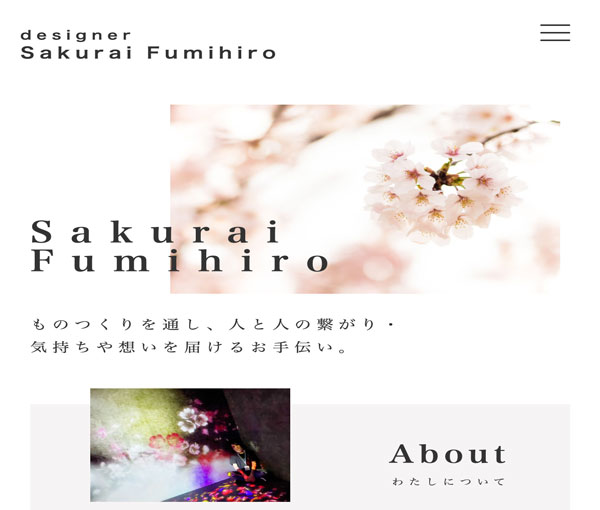 designer
Sakurai Fumihiro
Sakurai
Fumihiro
ものつくりを通し、人と人の繋がり・
気持ちや想いを届けるお手伝い。
About
わたしについて